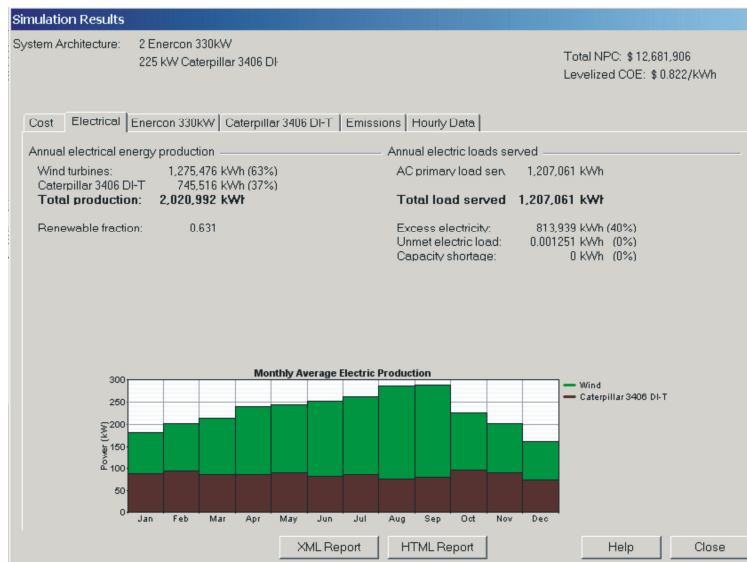 Simulation Results
System Architecture: 2 Enercon 330kW
225 kW Caterpillar 3406 DI-
Total NPC: $ 12,681,906
Levelized COE: $ 0.822/kWh
Cost Electrical Enercon 330kW Caterpillar 3406 DI-T Emissions Hourly Data
Annual electrical energy production
Wind turbines: 1,275,476 kWh (63%)
Caterpillar 3406 DI-T 745,516 kWh (37%)
Total production: 2,020,992 kWh
Renewable fraction: 0.631
Annual electric loads served
AC primary load serv 1,207,061 kWh
Total load served 1,207,061 kWh
Excess electricity: 813,939 kWh (40%)
Unmet electric load: 0.001251 kWh (0%)
Capacity shortage: 0 kWh (0%)
Monthly Average Electric Production
Power (kW)
300
250
200
150
100
50
0
Jan Feb Mar Apr May Jun Jul Aug Sep Oct Nov Dec
Wind
Caterpillar 3406 DI-T
XML Report HTML Report Help Close